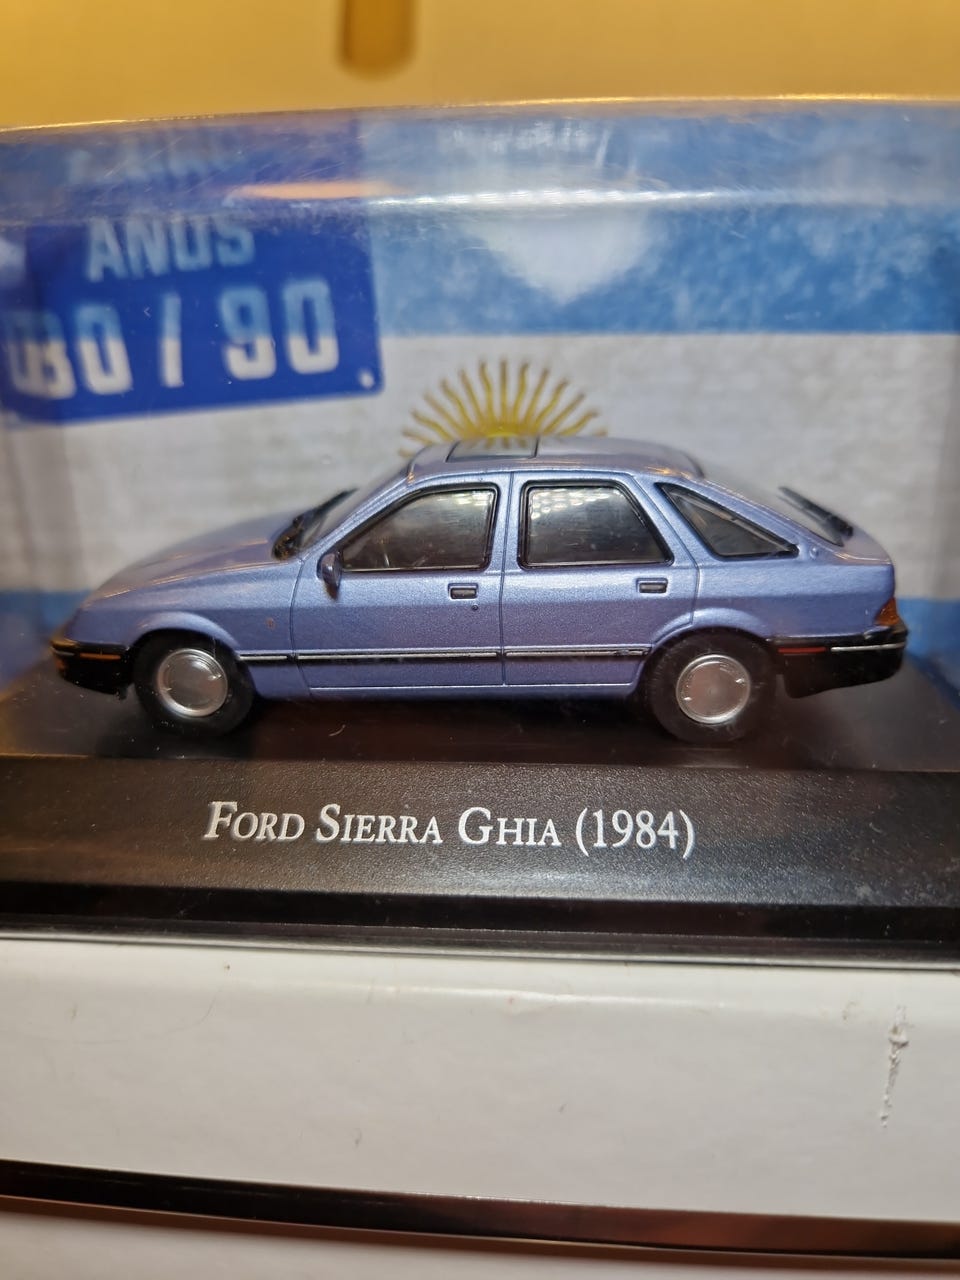 ANOS
80/90
FORD SIERRA GHIA (1984)